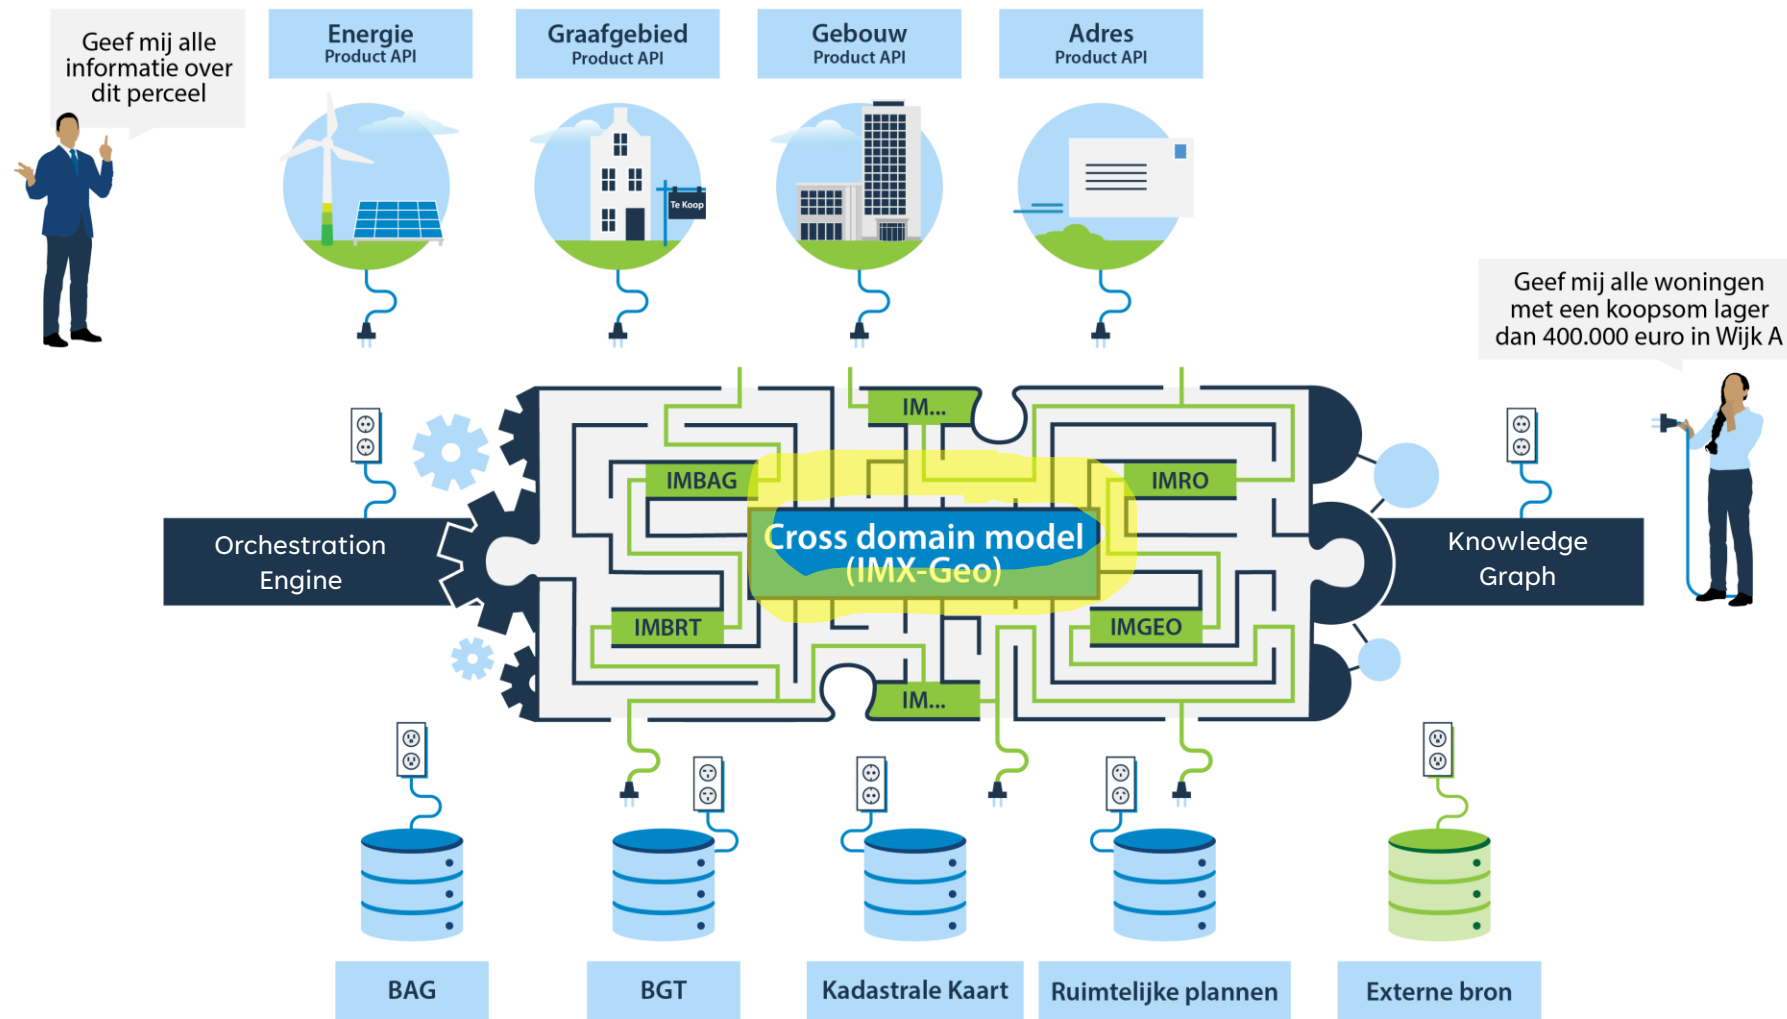 Geef mij alle
informatie over
dit perceel
Energie
Product API
Graafgebied
Product API
Gebouw
Product API
Adres
Product API
Te Koop
Geef mij alle woningen
met een koopsom lager
dan 400.000 euro in Wijk A
IM...
IMBAG
IMRO
Orchestration
Engine
Cross domain model
(IMX-Geo)
Knowledge
Graph
IMBRT
IMGEO
IM...
BAG
BGT
Kadastrale Kaart
Ruimtelijke plannen
Externe bron